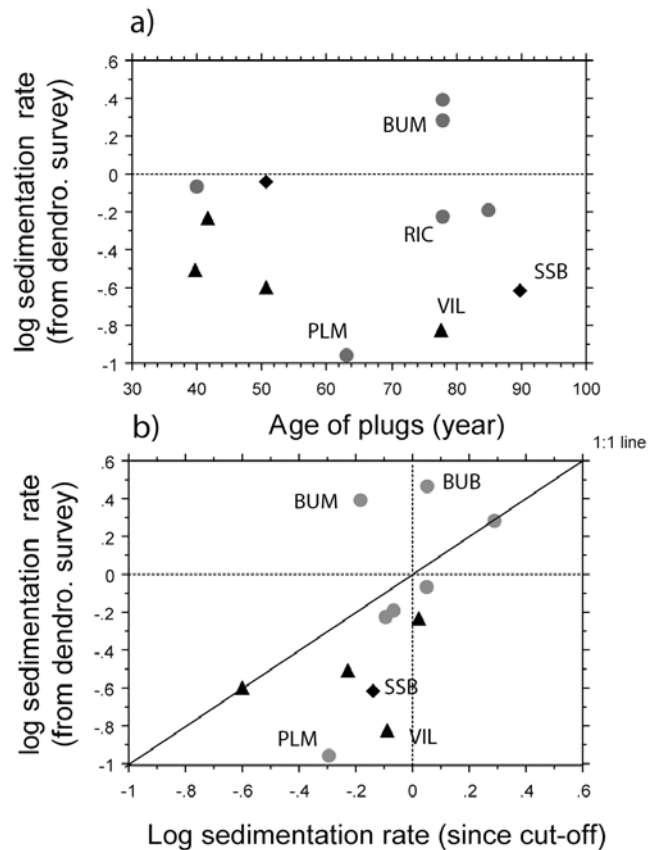 a)
log sedimentation rate
(from dendro. survey)
.6
.4
.2
0
-.2
-.4
-.6
-.8
-1
BUM
RIC
SSB
VIL
PLM
30 40 50 60 70 80 90 100
Age of plugs (year)
b)
1:1 line
log sedimentation rate
(from dendro. survey)
.6
.4
.2
0
-.2
-.4
-.6
-.8
-1
BUM
BUB
SSB
PLM
VIL
-1 -.8 -.6 -.4 -.2 0 .2 .4 .6
Log sedimentation rate (since cut-off)